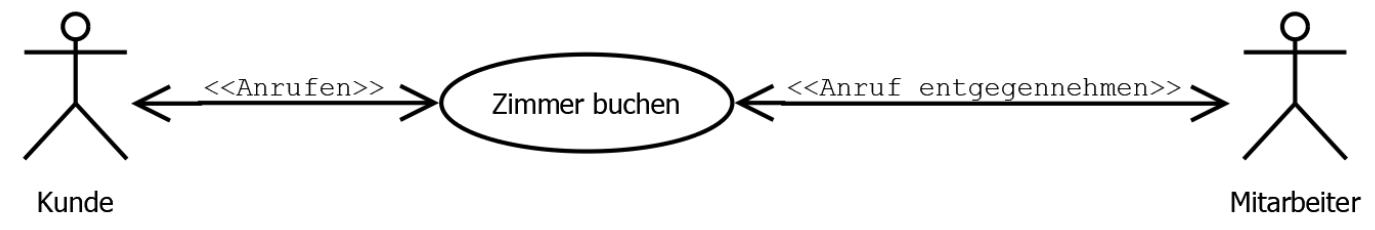 <<Anrufen>>
<<Anruf entgegennehmen>>
Zimmer buchen
Kunde
Mitarbeiter